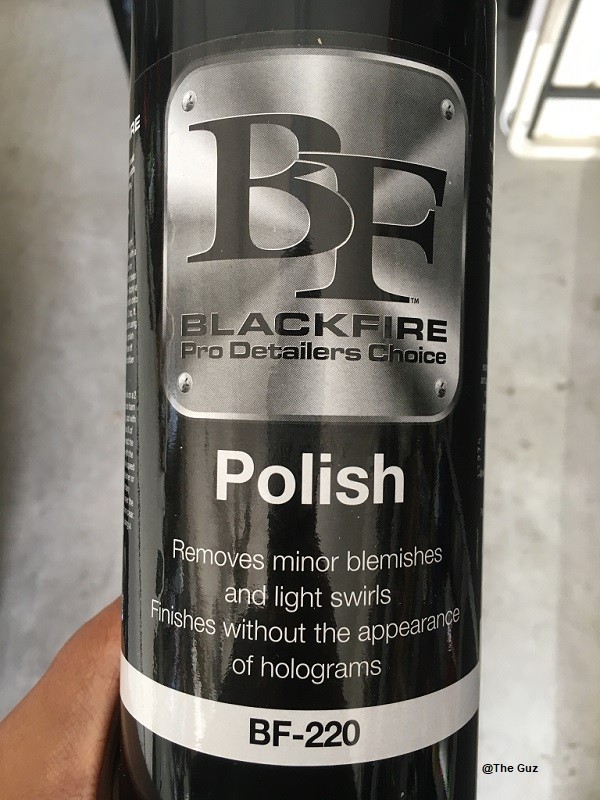 BF™
BLACKFIRE
Pro Detailers Choice
Polish
Removes minor blemishes
and light swirls
Finishes without the appearance
of holograms
BF-220
@The Guz